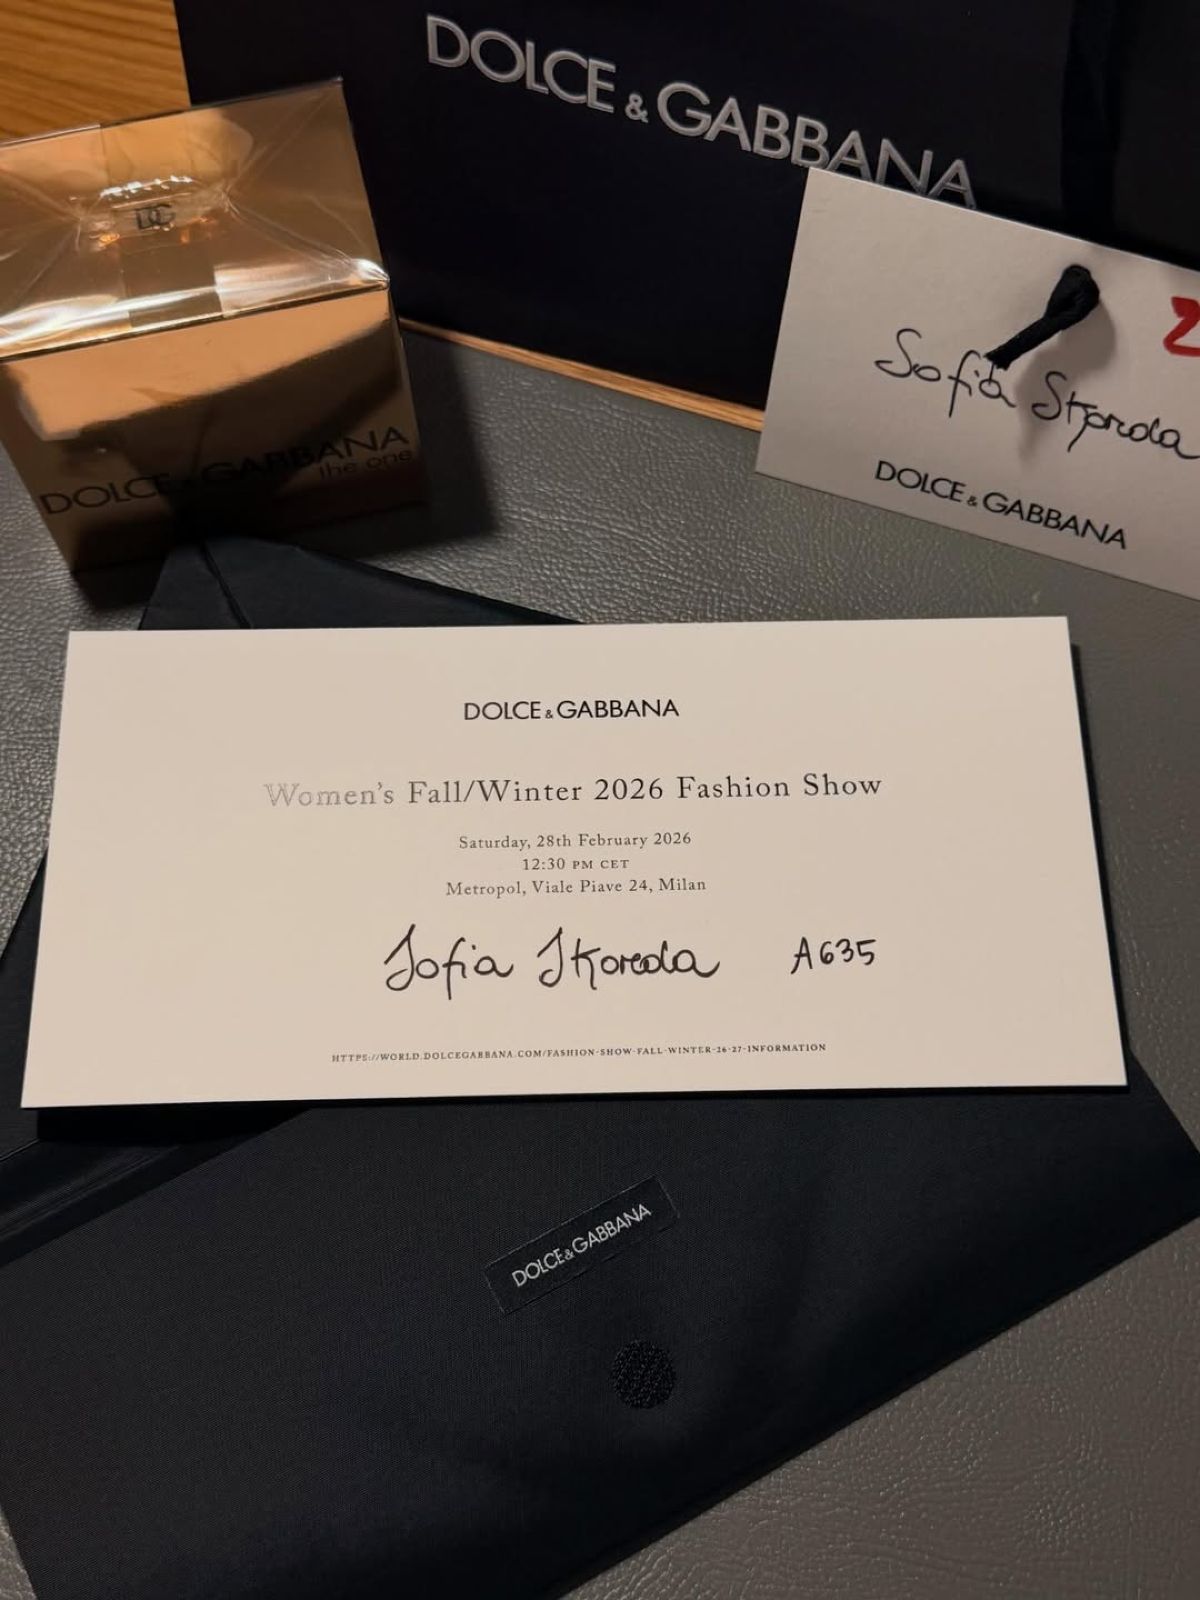 DOLCE & GABBANA
DG
DOLCE & GABBANA
the one
Sofia Skoreda
DOLCE & GABBANA
DOLCE & GABBANA
Women's Fall/Winter 2026 Fashion Show
Saturday, 28th February 2026
12:30 PM CET
Metropol, Viale Piave 24, Milan
Sofia Skoreda A635
HTTPS://WORLD.DOLCEGABBANA.COM/FASHION-SHOW-FALL-WINTER-26-27-INFORMATION
DOLCE & GABBANA